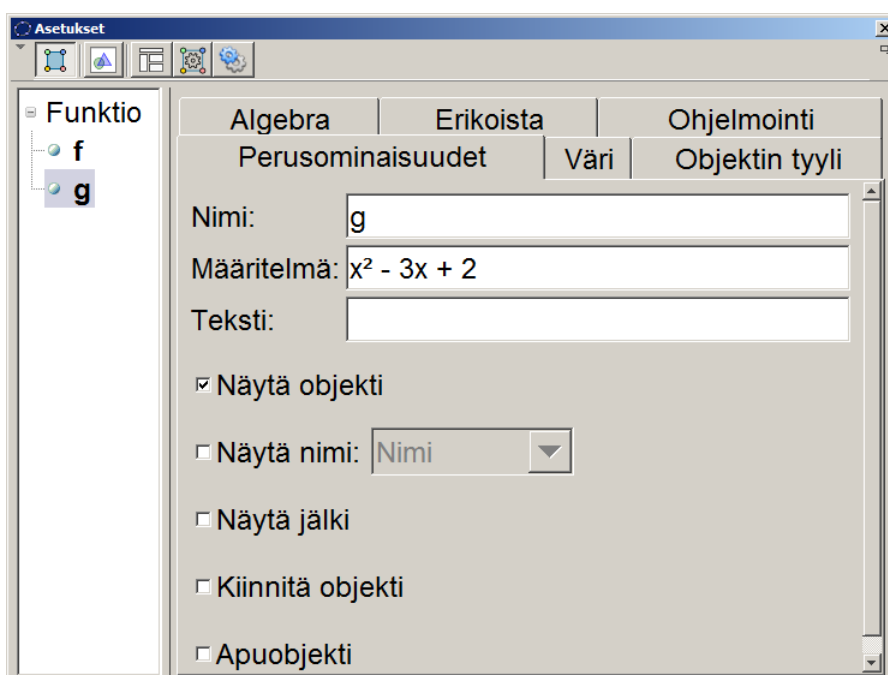 Asetukset
Funktio
f
g
Algebra
Erikoista
Ohjelmointi
Perusominaisuudet
Väri
Objektin tyyli
Nimi: g
Määritelmä: x² - 3x + 2
Teksti:
Näytä objekti
Näytä nimi: Nimi
Näytä jälki
Kiinnitä objekti
Apuobjekti